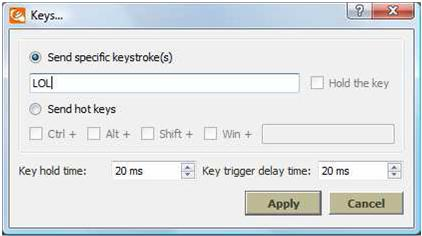 Keys...
Send specific keystroke(s)
LOL
Hold the key
Send hot keys
Ctrl + Alt + Shift + Win +
Key hold time: 20 ms Key trigger delay time: 20 ms
Apply Cancel